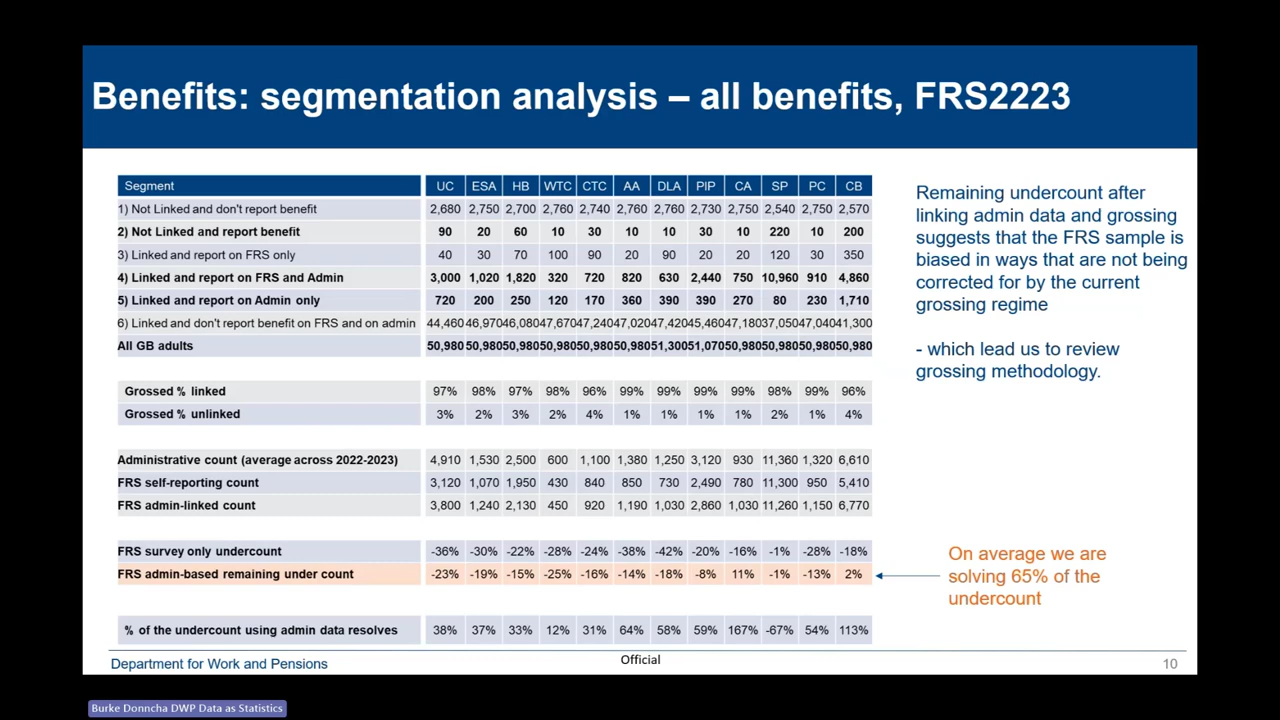 Benefits: segmentation analysis – all benefits, FRS2223
Segment UC ESA HB WTC CTC AA DLA PIP CA SP PC CB
1) Not Linked and don't report benefit 2,680 2,750 2,700 2,760 2,740 2,760 2,760 2,730 2,750 2,540 2,750 2,570
2) Not Linked and report benefit 90 20 60 10 30 10 10 30 10 220 10 200
3) Linked and report on FRS only 40 30 70 100 90 20 90 20 20 120 30 350
4) Linked and report on FRS and Admin 3,000 1,020 1,820 320 720 820 630 2,440 750 10,960 910 4,860
5) Linked and report on Admin only 720 200 250 120 170 360 390 390 270 80 230 1,710
6) Linked and don't report benefit on FRS and on admin 44,460 46,970 46,080 47,670 47,240 47,020 47,420 45,460 47,180 37,050 47,040 41,300
All GB adults 50,980 50,980 50,980 50,980 50,980 50,980 51,300 51,070 50,980 50,980 50,980 50,980
Grossed % linked 97% 98% 97% 98% 96% 99% 99% 99% 99% 98% 99% 96%
Grossed % unlinked 3% 2% 3% 2% 4% 1% 1% 1% 1% 2% 1% 4%
Administrative count (average across 2022-2023) 4,910 1,530 2,500 600 1,100 1,380 1,250 3,120 930 11,360 1,320 6,610
FRS self-reporting count 3,120 1,070 1,950 430 840 850 730 2,490 780 11,300 950 5,410
FRS admin-linked count 3,800 1,240 2,130 450 920 1,190 1,030 2,860 1,030 11,260 1,150 6,770
FRS survey only undercount -36% -30% -22% -28% -24% -38% -42% -20% -16% -1% -28% -18%
FRS admin-based remaining under count -23% -19% -15% -25% -16% -14% -18% -8% 11% -1% -13% 2%
% of the undercount using admin data resolves 38% 37% 33% 12% 31% 64% 58% 59% 167% -67% 54% 113%
Remaining undercount after
linking admin data and grossing
suggests that the FRS sample is
biased in ways that are not being
corrected for by the current
grossing regime
- which lead us to review
grossing methodology.
On average we are
solving 65% of the
undercount
Department for Work and Pensions
Official
10
Burke Donncha DWP Data as Statistics